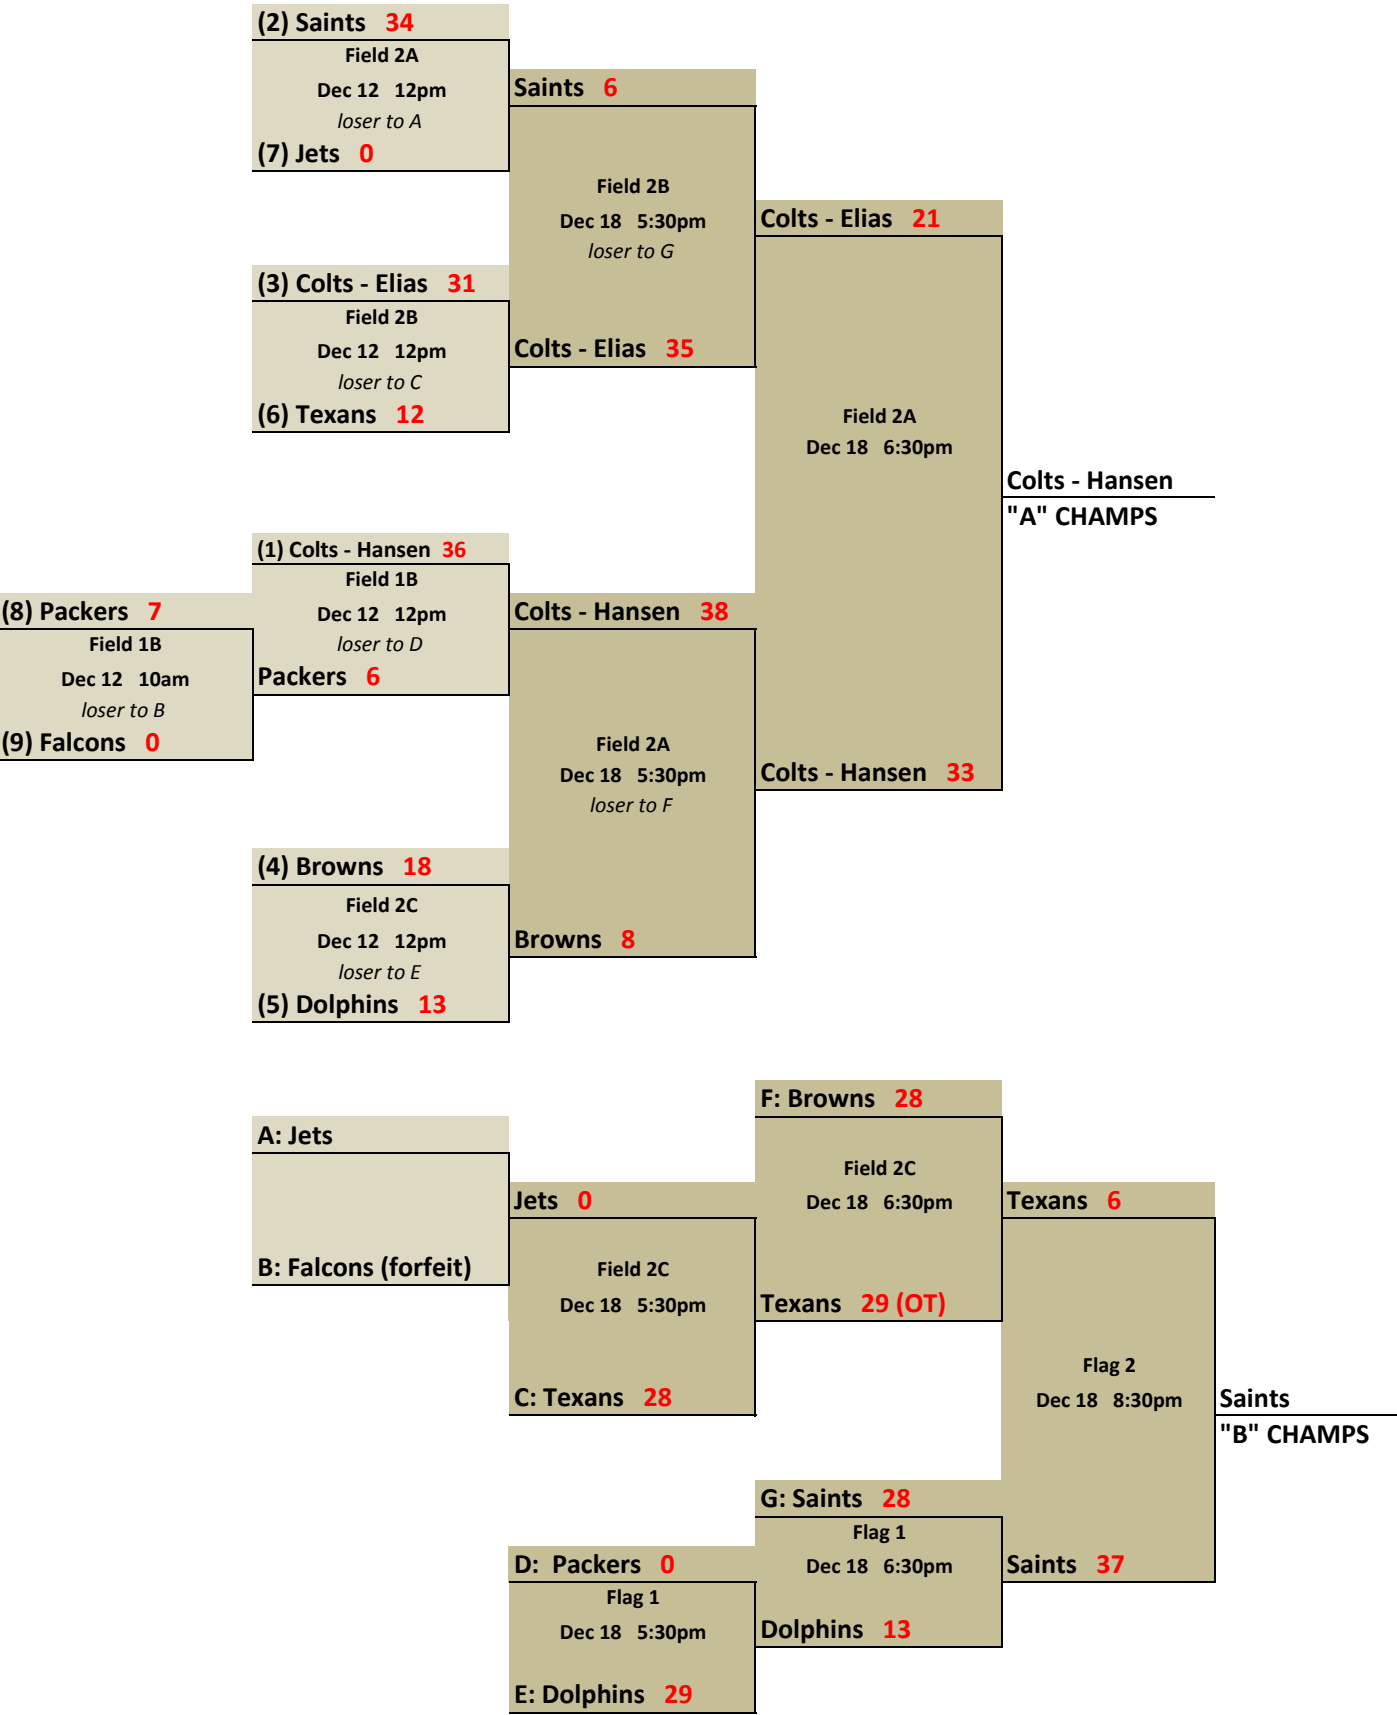 (2) Saints 34
Field 2A
Dec 12 12pm
loser to A
(7) Jets 0
Saints 6
Field 2B
Dec 18 5:30pm
loser to G
Colts - Elias 35
(3) Colts - Elias 31
Field 2B
Dec 12 12pm
loser to C
(6) Texans 12
Colts - Elias 21
Field 2A
Dec 18 6:30pm
Colts - Hansen 33
Colts - Hansen
"A" CHAMPS
(1) Colts - Hansen 36
Field 1B
Dec 12 12pm
loser to D
Packers 6
(8) Packers 7
Field 1B
Dec 12 10am
loser to B
(9) Falcons 0
Colts - Hansen 38
Field 2A
Dec 18 5:30pm
loser to F
Browns 8
(4) Browns 18
Field 2C
Dec 12 12pm
loser to E
(5) Dolphins 13
F: Browns 28
Field 2C
Dec 18 6:30pm
Texans 29 (OT)
A: Jets
B: Falcons (forfeit)
Jets 0
Field 2C
Dec 18 5:30pm
C: Texans 28
Texans 6
Flag 2
Dec 18 8:30pm
Saints 37
Saints
"B" CHAMPS
G: Saints 28
Flag 1
Dec 18 6:30pm
Dolphins 13
D: Packers 0
Flag 1
Dec 18 5:30pm
E: Dolphins 29